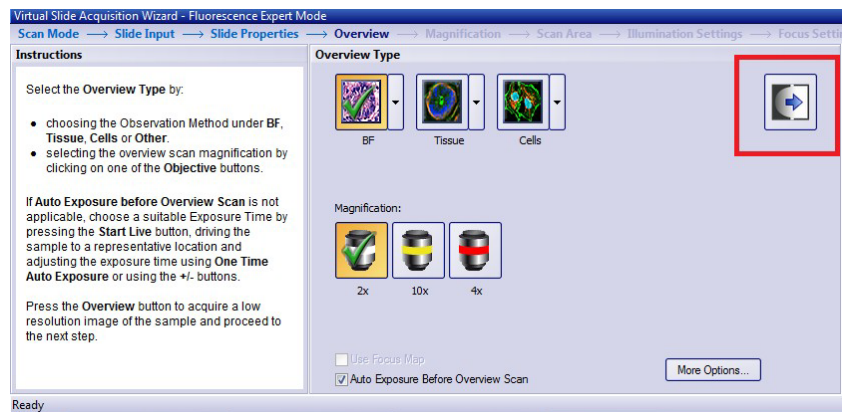 Virtual Slide Acquisition Wizard - Fluorescence Expert Mode
Scan Mode → Slide Input → Slide Properties → Overview → Magnification → Scan Area → Illumination Settings → Focus Setti
Instructions
Overview Type
Select the Overview Type by:
• choosing the Observation Method under BF,
Tissue, Cells or Other.
• selecting the overview scan magnification by
clicking on one of the Objective buttons.
If Auto Exposure before Overview Scan is not
applicable, choose a suitable Exposure Time by
pressing the Start Live button, driving the
sample to a representative location and
adjusting the exposure time using One Time
Auto Exposure or using the +/- buttons.
Press the Overview button to acquire a low
resolution image of the sample and proceed to
the next step.
BF Tissue Cells
Magnification:
2x 10x 4x
Use Focus Map
Auto Exposure Before Overview Scan
More Options...
Ready